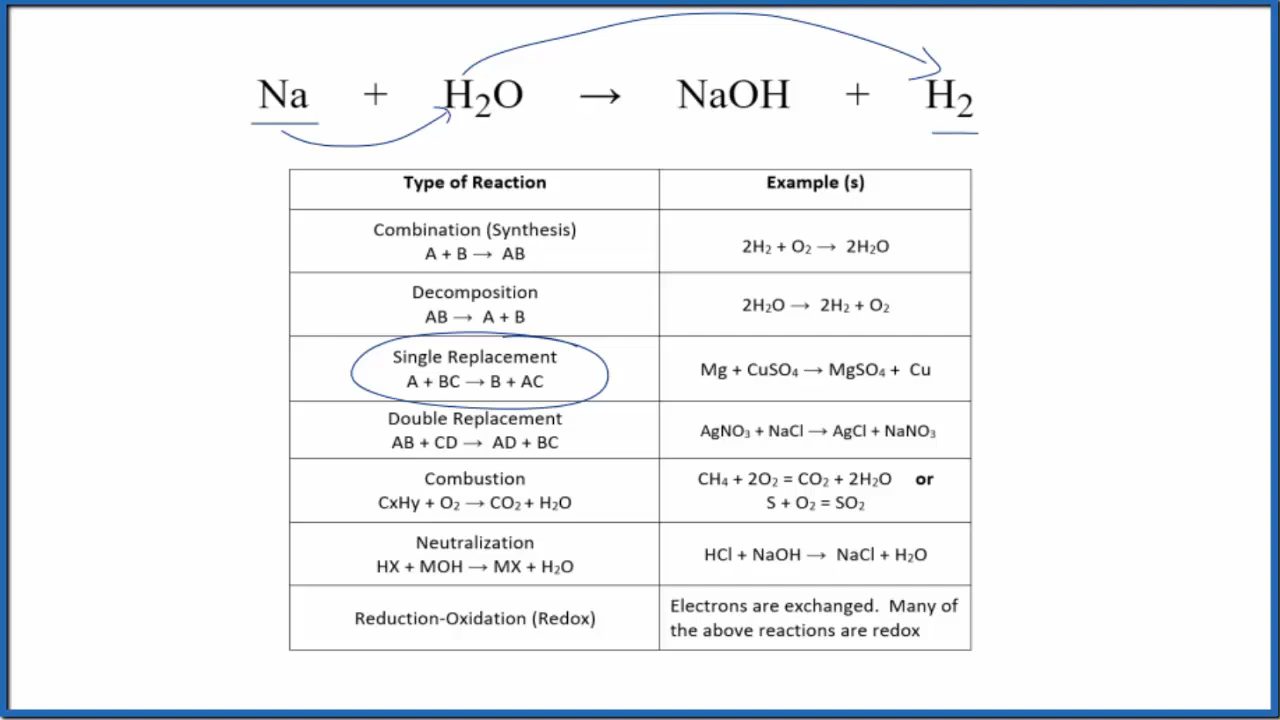 Na + H₂O → NaOH + H₂
Type of Reaction
Example (s)
Combination (Synthesis)
A + B → AB
2H₂ + O₂ → 2H₂O
Decomposition
AB → A + B
2H₂O → 2H₂ + O₂
Single Replacement
A + BC → B + AC
Mg + CuSO₄ → MgSO₄ + Cu
Double Replacement
AB + CD → AD + BC
AgNO₃ + NaCl → AgCl + NaNO₃
Combustion
CxHy + O₂ → CO₂ + H₂O
CH₄ + 2O₂ = CO₂ + 2H₂O or
S + O₂ = SO₂
Neutralization
HX + MOH → MX + H₂O
HCl + NaOH → NaCl + H₂O
Reduction-Oxidation (Redox)
Electrons are exchanged. Many of
the above reactions are redox